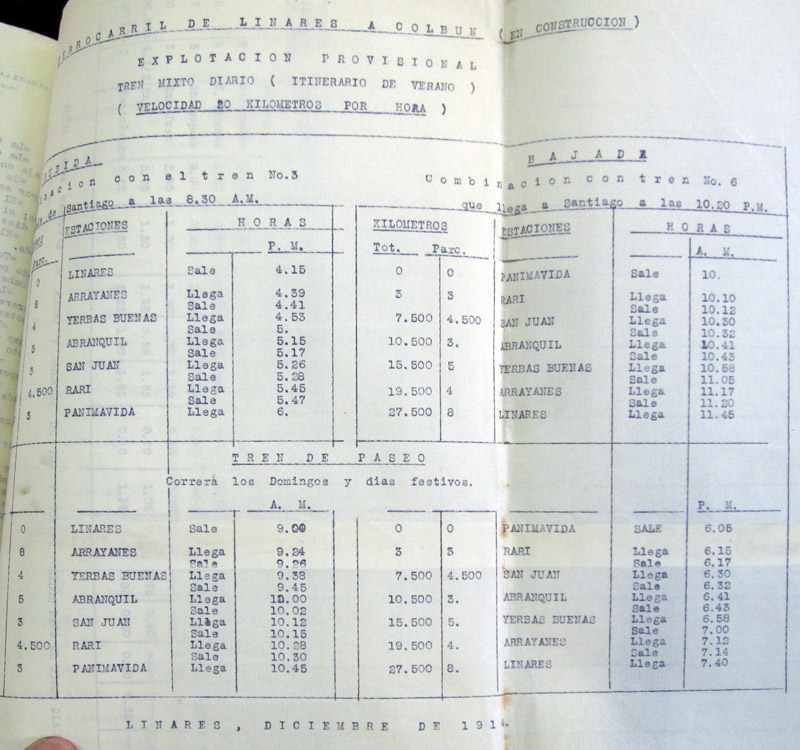 FERROCARRIL DE LINARES A COLBUN ( EN CONSTRUCCION )
EXPLOTACION PROVISIONAL
TREN MIXTO DIARIO ( ITINERARIO DE VERANO )
( VELOCIDAD 20 KILOMETROS POR HORA )
BAJADA
con el tren No.3 Combinacion con tren No. 6
Santiago a las 8.30 A.M. que llega a Santiago a las 10.20 P.M.
ESTACIONES HORAS KILOMETROS ESTACIONES HORAS
Parc. P. M. Tot. Parc. A. M.
0 LINARES Sale 4.15 0 0 PANIMAVIDA Sale 10.
8 ARRAYANES Llega 4.39 3 3 RARI Llega 10.10
Sale 4.41 Sale 10.12
4 YERBAS BUENAS Llega 4.53 7.500 4.500 SAN JUAN Llega 10.30
Sale 5. Sale 10.32
5 ABRANQUIL Llega 5.15 10.500 3. ABRANQUIL Llega 10.41
Sale 5.17 Sale 10.43
3 SAN JUAN Llega 5.26 15.500 5 YERBAS BUENAS Llega 10.58
Sale 5.28 Sale 11.05
4.500 RARI Llega 5.45 19.500 4 ARRAYANES Llega 11.17
Sale 5.47 Sale 11.20
3 PANIMAVIDA Llega 6. 27.500 8 LINARES Llega 11.45
TREN DE PASEO
Correrá los Domingos y dias festivos.
A. M. P. M.
0 LINARES Sale 9.00 0 0 PANIMAVIDA SALE 6.05
8 ARRAYANES Llega 9.24 3 3 RARI Llega 6.15
Sale 9.26 Sale 6.17
4 YERBAS BUENAS Llega 9.38 7.500 4.500 SAN JUAN Llega 6.30
Sale 9.45 Sale 6.32
5 ABRANQUIL Llega 10.00 10.500 3. ABRANQUIL Llega 6.41
Sale 10.02 Sale 6.43
3 SAN JUAN Llega 10.12 15.500 5. YERBAS BUENAS Llega 6.58
Sale 10.15 Sale 7.00
4.500 RARI Llega 10.28 19.500 4. ARRAYANES Llega 7.12
Sale 10.30 Sale 7.14
3 PANIMAVIDA Llega 10.45 27.500 8. LINARES Llega 7.40
LINARES, DICIEMBRE DE